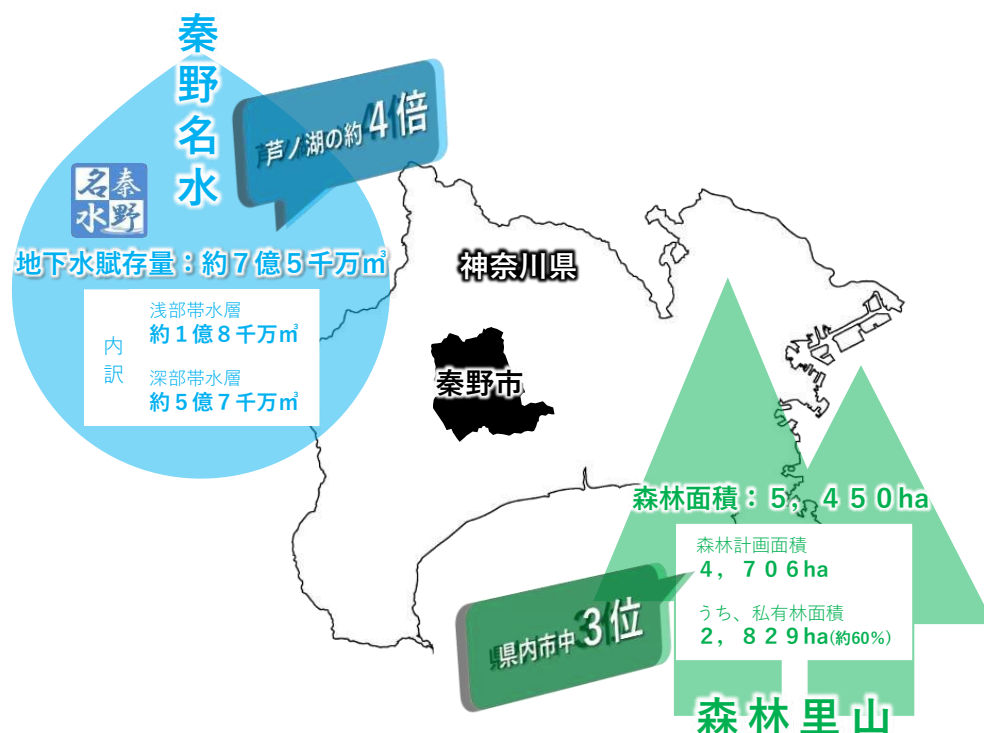 秦野名水
芦ノ湖の約４倍
名秦
水野
地下水賦存量：約７億５千万㎥
内訳
浅部帯水層
約１億８千万㎥
深部帯水層
約５億７千万㎥
神奈川県
秦野市
森林面積：５，４５０ha
森林計画面積
４，７０６ha
うち、私有林面積
２，８２９ha(約60%)
県内市中３位
森林里山